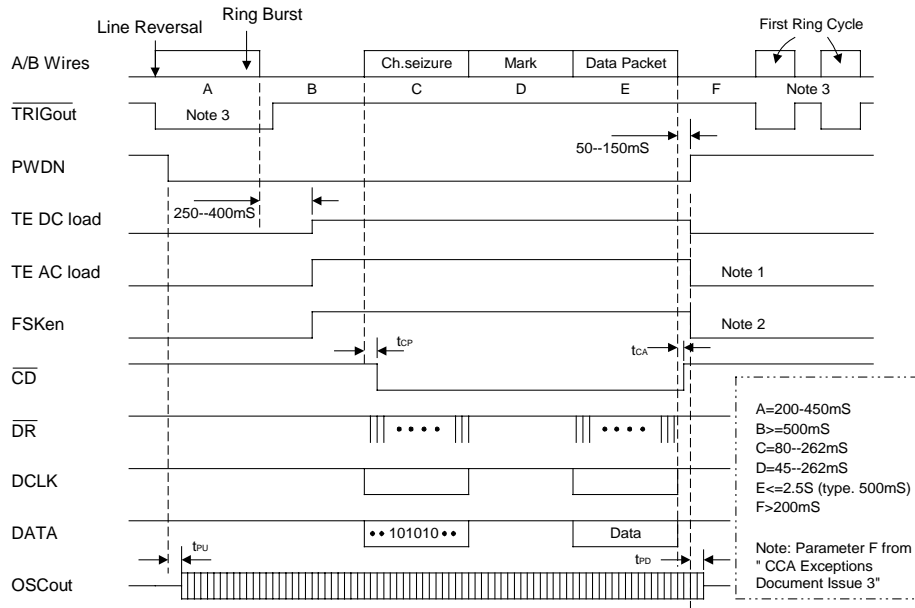 Line Reversal
Ring Burst
First Ring Cycle
A/B Wires
Ch.seizure
Mark
Data Packet
A
B
C
D
E
F
Note 3
TRIGout
Note 3
50--150mS
PWDN
250--400mS
TE DC load
TE AC load
Note 1
FSKen
Note 2
tCP
tCA
CD
DR
DCLK
DATA
101010
Data
tPU
tPD
OSCout
A=200-450mS
B>=500mS
C=80--262mS
D=45--262mS
E<=2.5S (type. 500mS)
F>200mS
Note: Parameter F from
" CCA Exceptions
Document Issue 3"